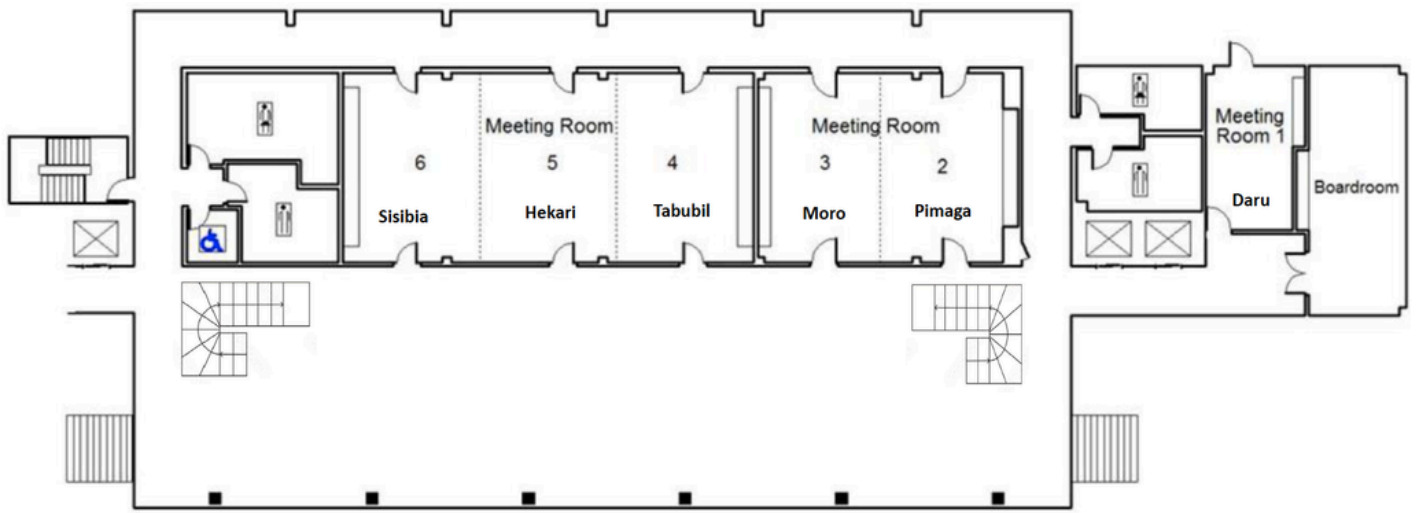 Meeting Room
6
5
4
Sisibia
Hekari
Tabubil
Meeting Room
3
2
Moro
Pimaga
Meeting
Room 1
Daru
Boardroom